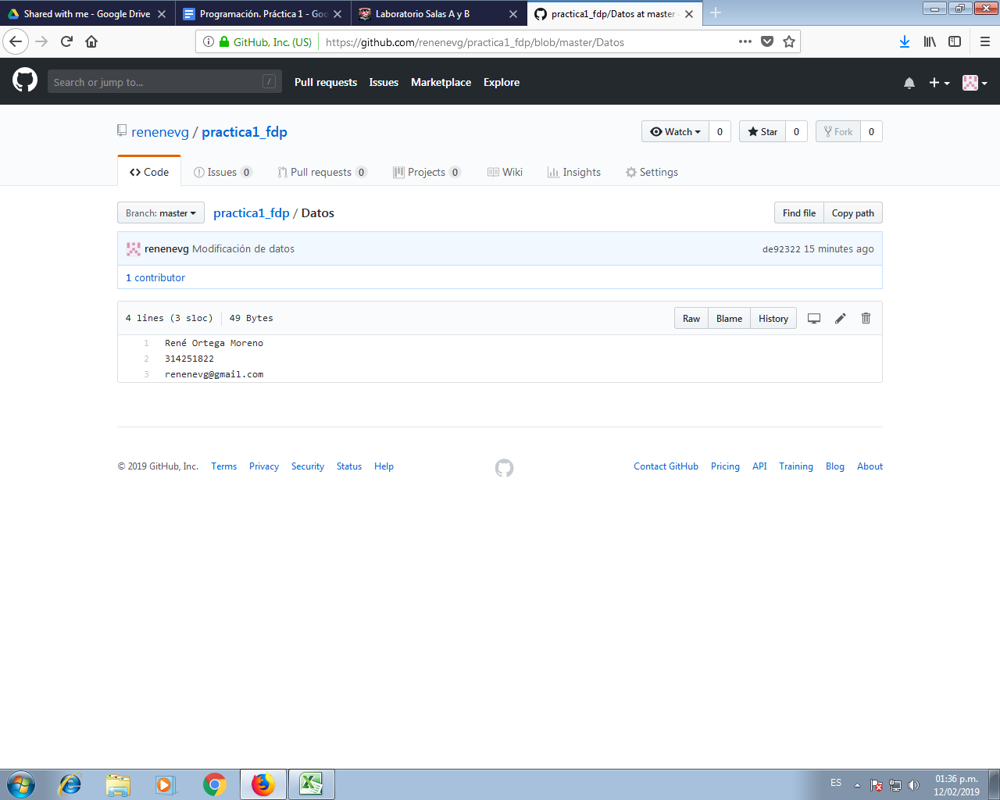 Shared with me - Google Drive
Programación. Práctica 1 - Goo
Laboratorio Salas A y B
practica1_fdp/Datos at master
GitHub, Inc. (US)
https://github.com/renenevg/practica1_fdp/blob/master/Datos
Search or jump to...
/
Pull requests
Issues
Marketplace
Explore
renenevg / practica1_fdp
Watch 0
Star 0
Fork 0
Code
Issues 0
Pull requests 0
Projects 0
Wiki
Insights
Settings
Branch: master
practica1_fdp / Datos
Find file
Copy path
renenevg Modificación de datos
de92322 15 minutes ago
1 contributor
4 lines (3 sloc)
49 Bytes
Raw
Blame
History
1 René Ortega Moreno
2 314251822
3 renenevg@gmail.com
© 2019 GitHub, Inc.
Terms
Privacy
Security
Status
Help
Contact GitHub
Pricing
API
Training
Blog
About
ES
01:36 p.m.
12/02/2019